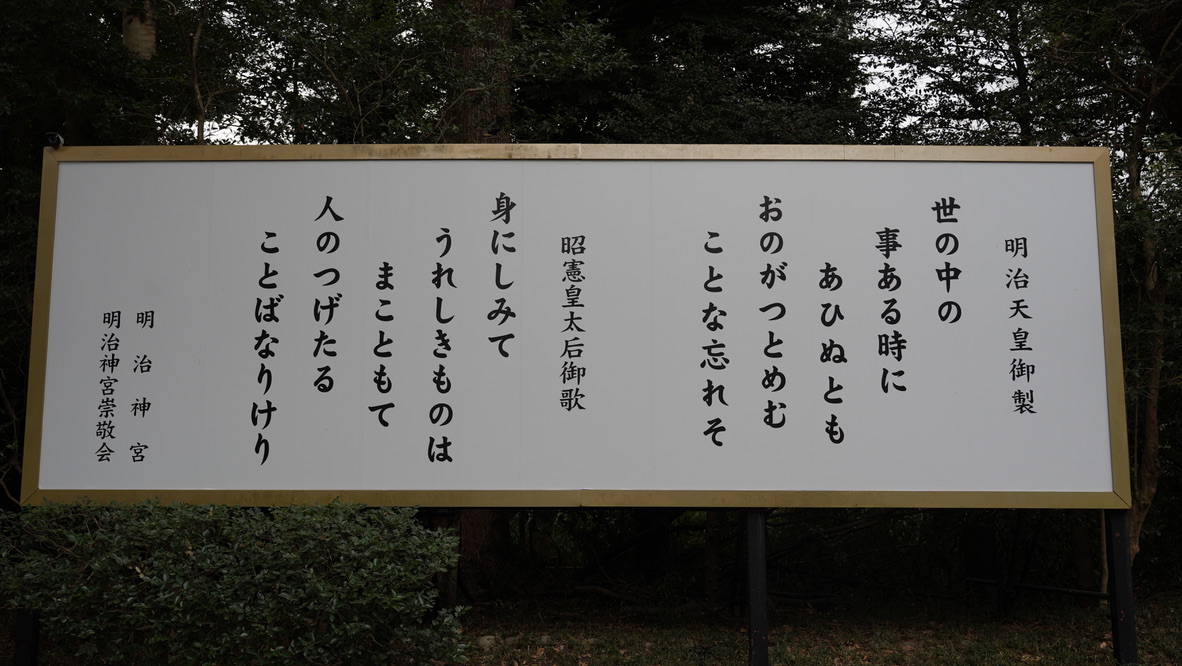 明治天皇御製
世の中の
事ある時に
あひぬとも
おのがつとめむ
ことな忘れそ
昭憲皇太后御歌
身にしみて
うれしきものは
まこともて
人のつげたる
ことばなりけり
明治神宮
明治神宮崇敬会